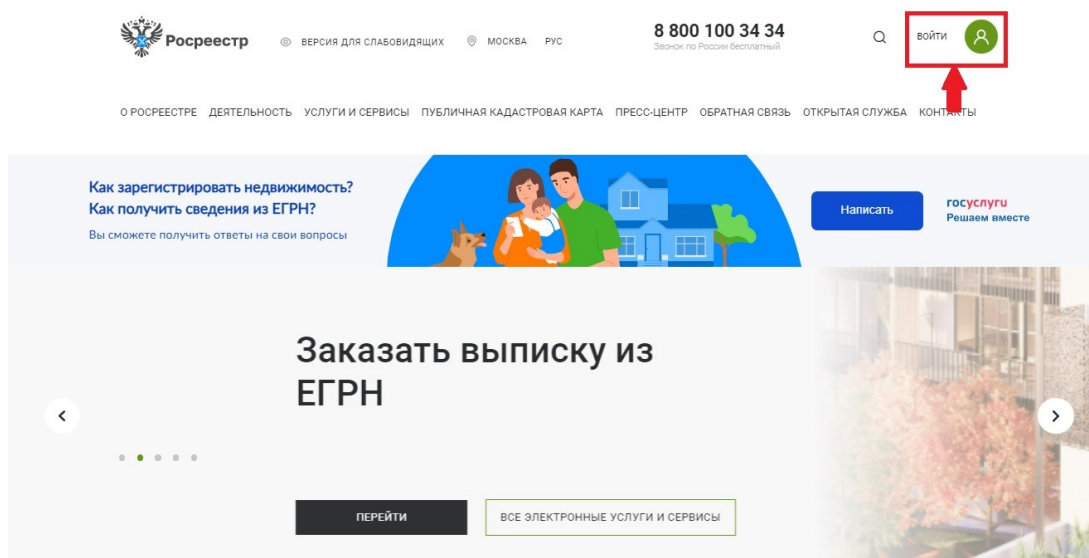 Росреестр
ВЕРСИЯ ДЛЯ СЛАБОВИДЯЩИХ
МОСКВА
РУС
8 800 100 34 34
Звонок по России бесплатный
ВОЙТИ
О РОСРЕЕСТРЕ ДЕЯТЕЛЬНОСТЬ УСЛУГИ И СЕРВИСЫ ПУБЛИЧНАЯ КАДАСТРОВАЯ КАРТА ПРЕСС-ЦЕНТР ОБРАТНАЯ СВЯЗЬ ОТКРЫТАЯ СЛУЖБА КОНТАКТЫ
Как зарегистрировать недвижимость?
Как получить сведения из ЕГРН?
Вы сможете получить ответы на свои вопросы
Написать
госуслуги
Решаем вместе
Заказать выписку из
ЕГРН
ПЕРЕЙТИ
ВСЕ ЭЛЕКТРОННЫЕ УСЛУГИ И СЕРВИСЫ